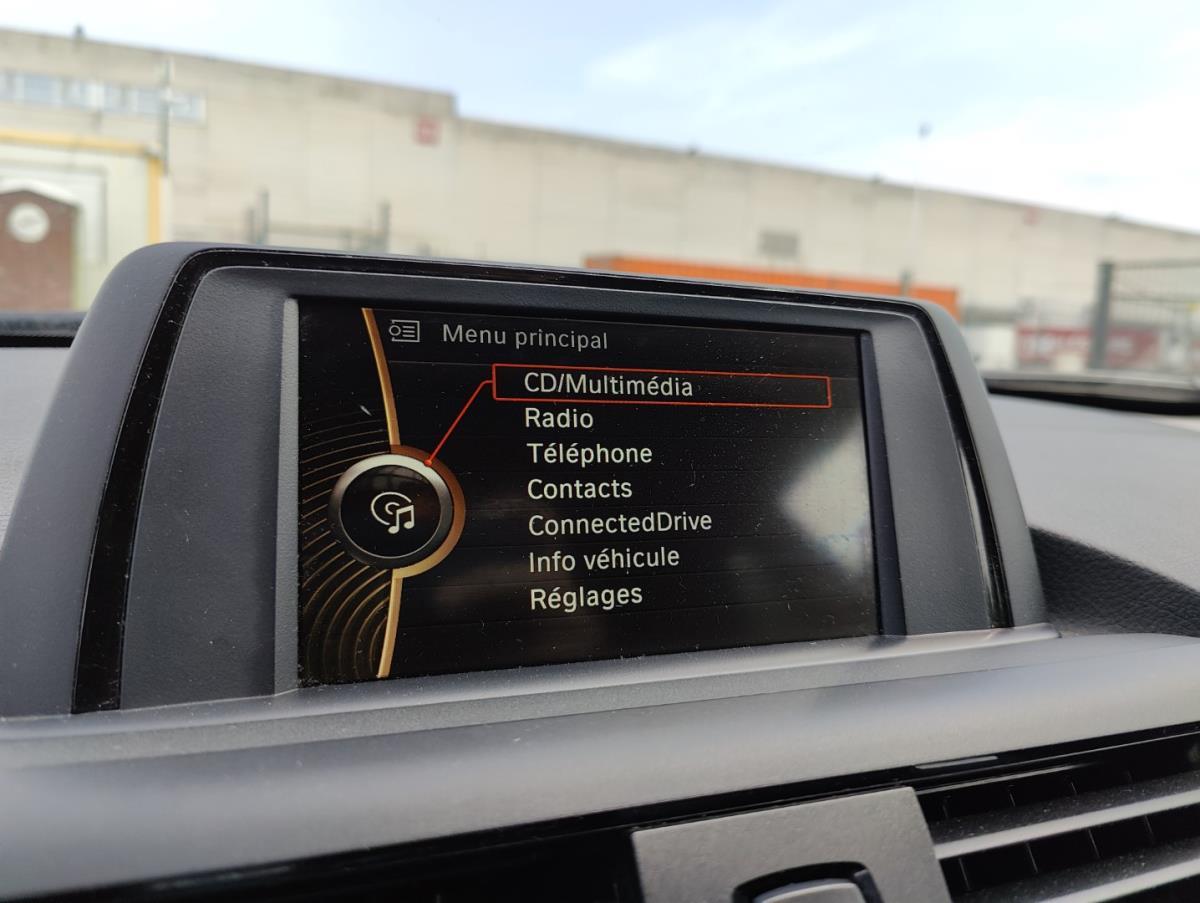 Menu principal
CD/Multimédia
Radio
Téléphone
Contacts
ConnectedDrive
Info véhicule
Réglages